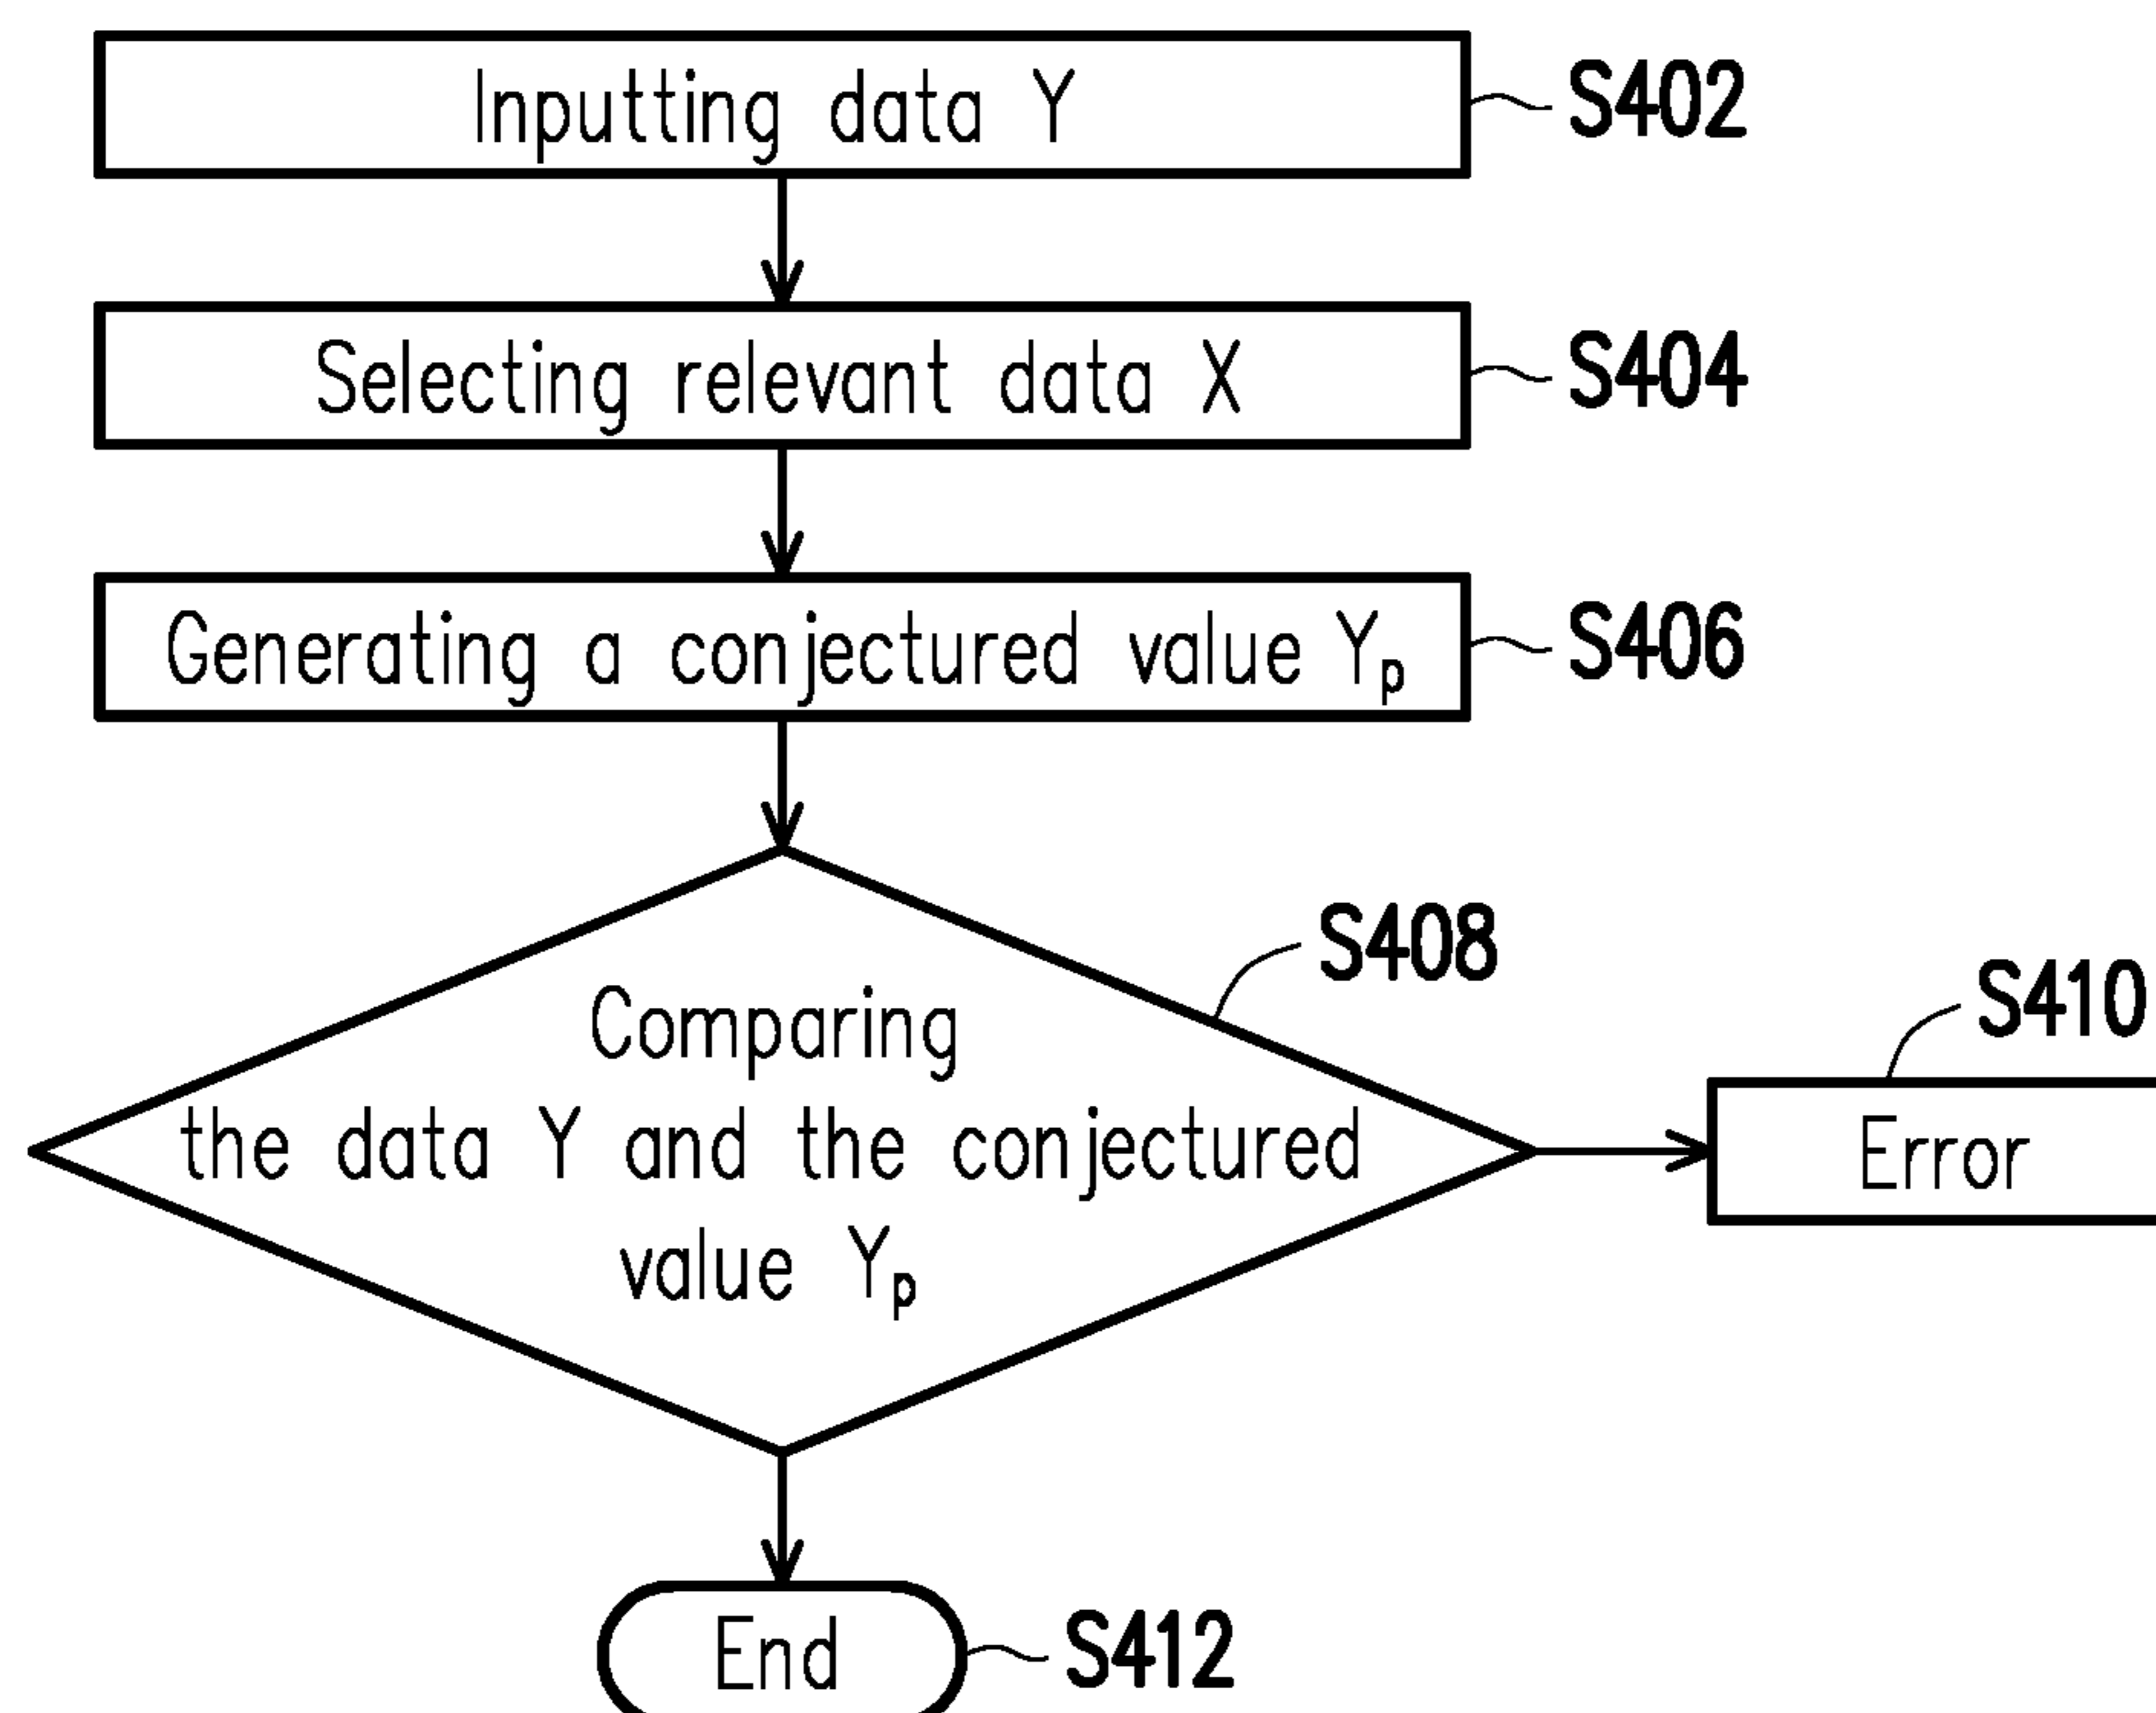 Inputting data Y
S402
Selecting relevant data X
S404
Generating a conjectured value Yp
S406
S408
Comparing
the data Y and the conjectured
value Yp
S410
Error
End
S412